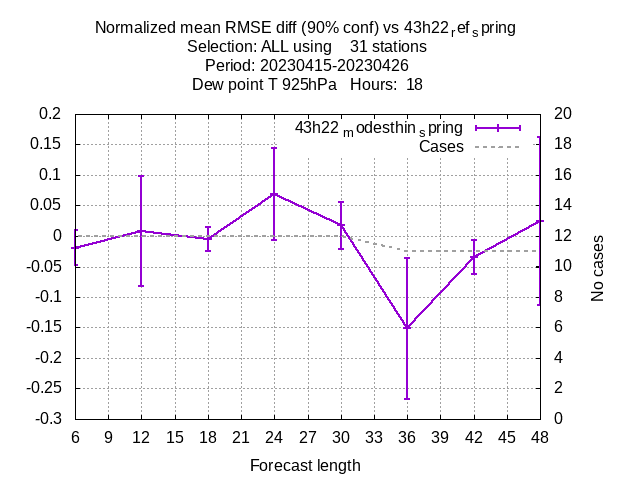 Normalized mean RMSE diff (90% conf) vs 43h22refspring
Selection: ALL using 31 stations
Period: 20230415-20230426
Dew point T 925hPa Hours: 18
43h22modesthinspring
Cases
0.2
0.15
0.1
0.05
0
-0.05
-0.1
-0.15
-0.2
-0.25
-0.3
20
18
16
14
12
10
8
6
4
2
0
No cases
6 9 12 15 18 21 24 27 30 33 36 39 42 45 48
Forecast length